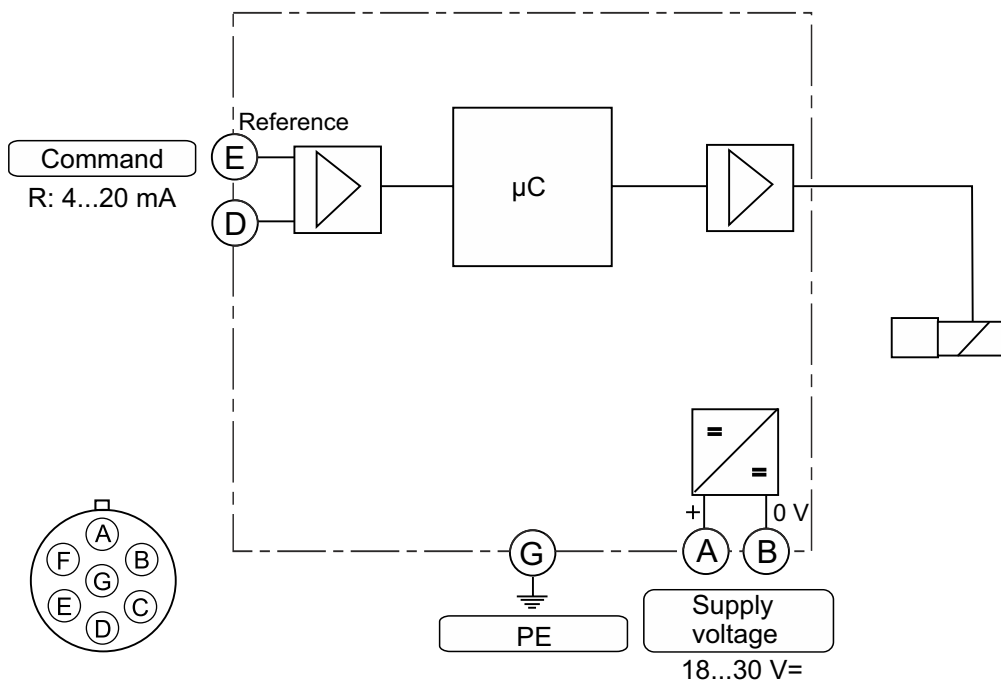 Reference
E
Command
R: 4...20 mA
D
µC
=
=
+
0 V
G
A
B
PE
Supply
voltage
18...30 V=
A
F
B
G
E
C
D